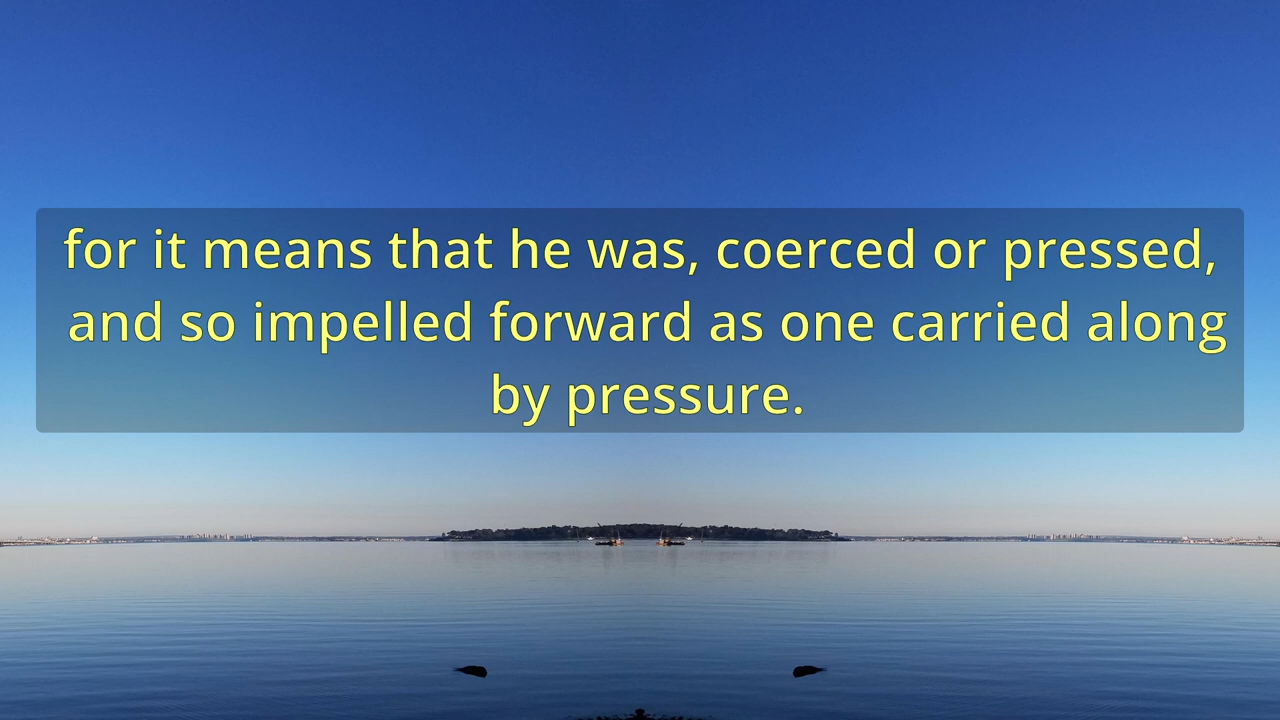 for it means that he was, coerced or pressed,
and so impelled forward as one carried along
by pressure.